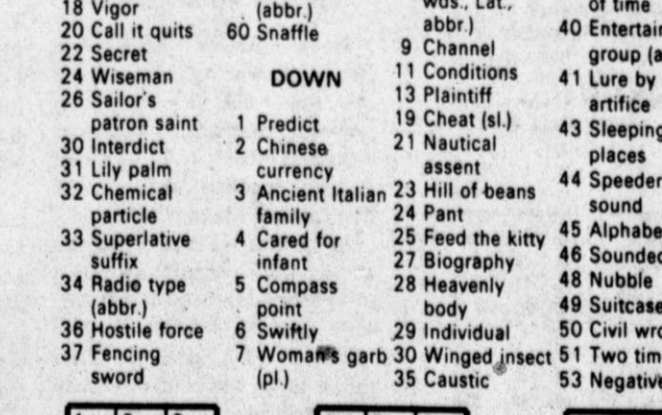 18 Vigor
20 Call it quits
22 Secret
24 Wiseman
26 Sailor's
patron saint
30 Interdict
31 Lily palm
32 Chemical
particle
33 Superlative
suffix
34 Radio type
(abbr.)
36 Hostile force
37 Fencing
sword
(abbr.)
60 Snaffle
DOWN
1 Predict
2 Chinese
currency
3 Ancient Italian
family
4 Cared for
infant
5 Compass
point
6 Swiftly
7 Woman's garb
(pl.)
wds., Lat.,
abbr.)
9 Channel
11 Conditions
13 Plaintiff
19 Cheat (sl.)
21 Nautical
assent
23 Hill of beans
24 Pant
25 Feed the kitty
27 Biography
28 Heavenly
body
29 Individual
30 Winged insect
35 Caustic
of time
40 Entertain
group (a
41 Lure by
artifice
43 Sleeping
places
44 Speeder
sound
45 Alphabe
46 Sounded
48 Nubble
49 Suitcase
50 Civil wro
51 Two tim
53 Negative